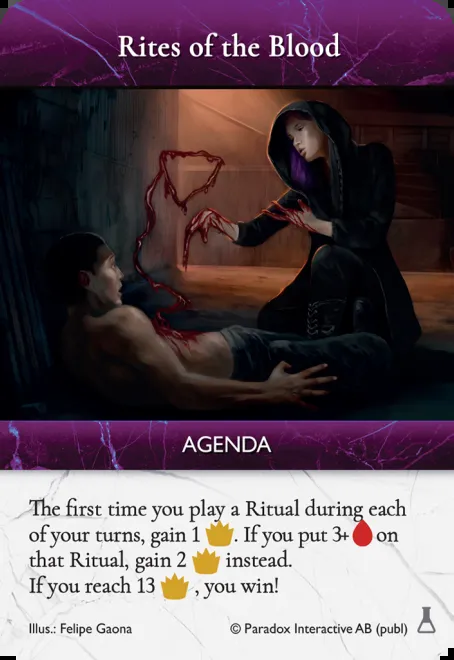 Rites of the Blood
AGENDA
The first time you play a Ritual during each
of your turns, gain 1 . If you put 3+ on
that Ritual, gain 2 instead.
If you reach 13 , you win!
Illus.: Felipe Gaona © Paradox Interactive AB (publ)